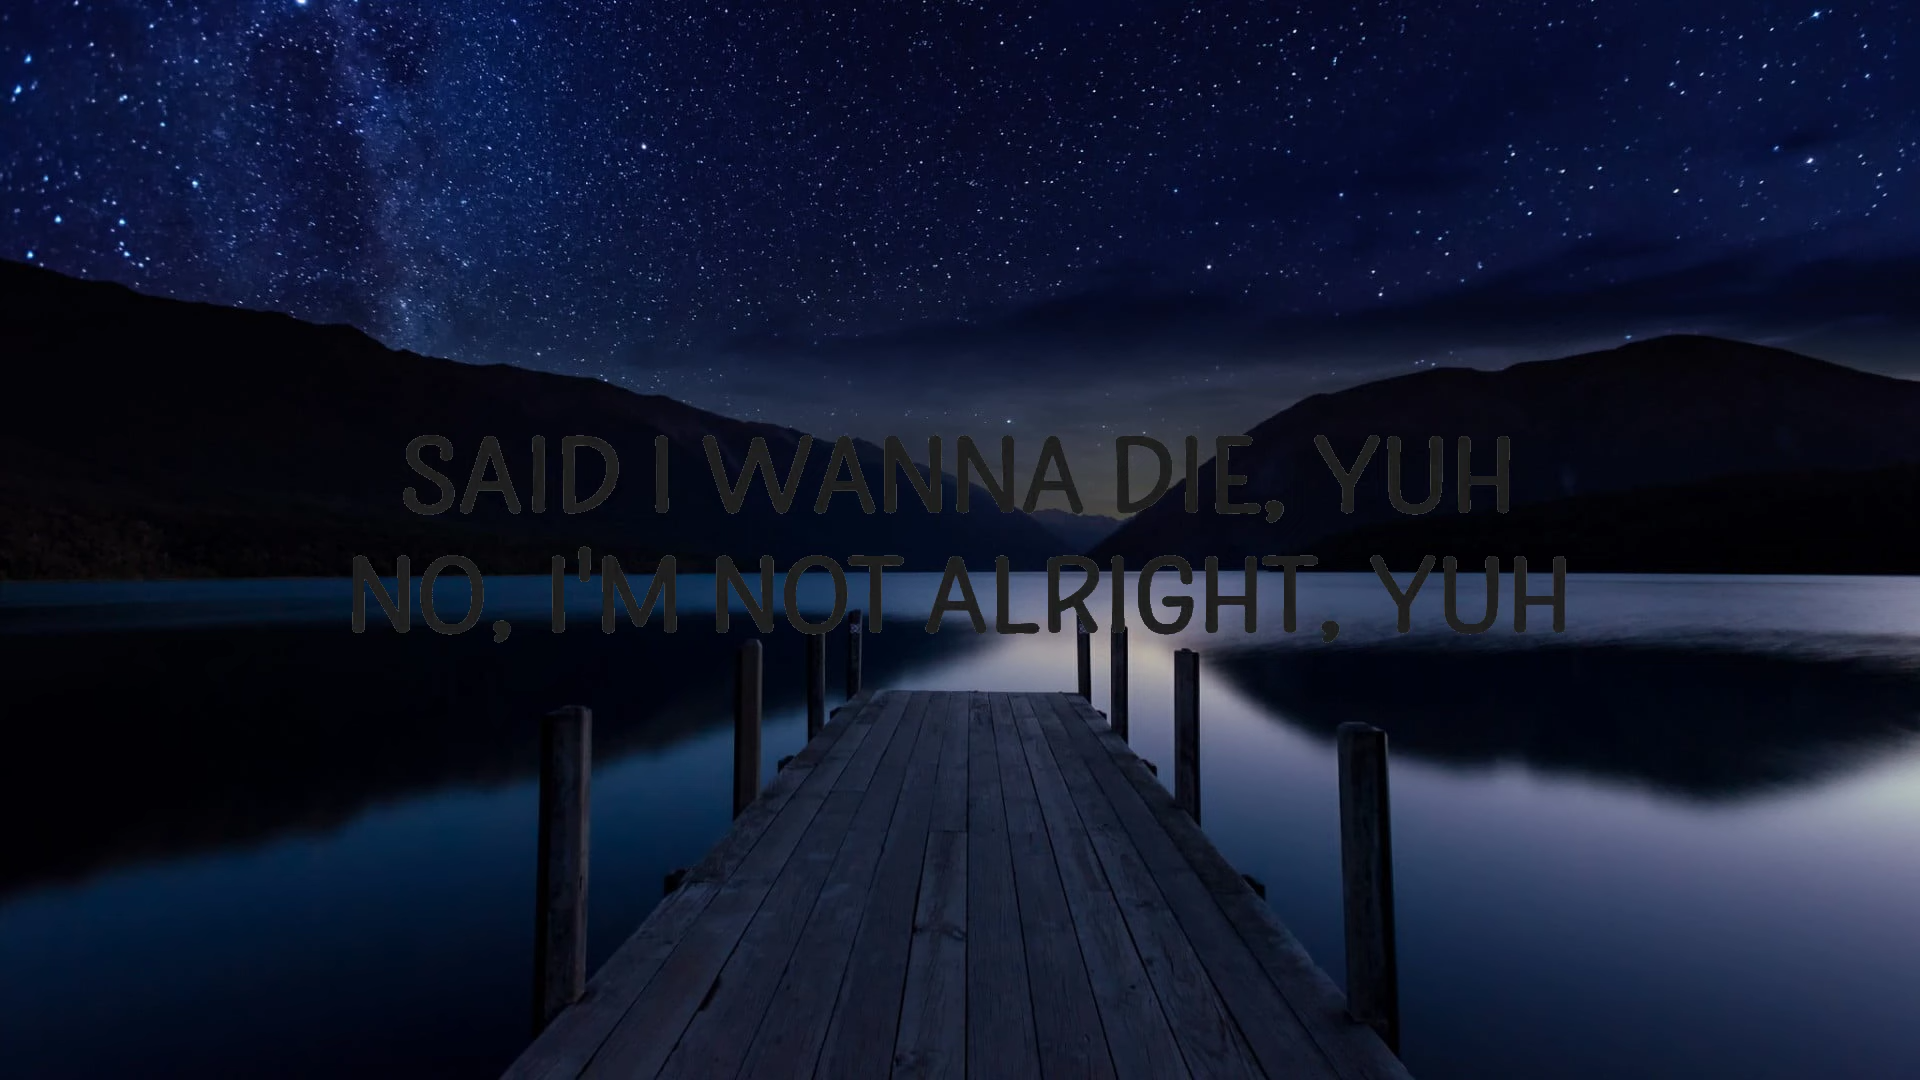 SAID I WANNA DIE, YUH
NO, I'M NOT ALRIGHT, YUH